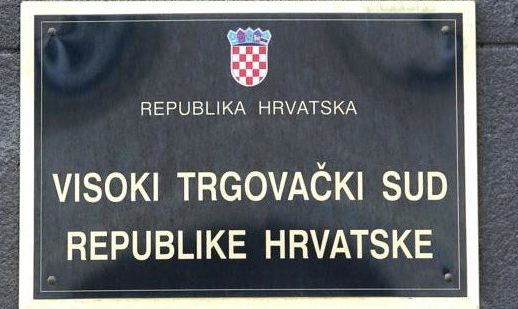 REPUBLIKA HRVATSKA
VISOKI TRGOVAČKI SUD
REPUBLIKE HRVATSKE